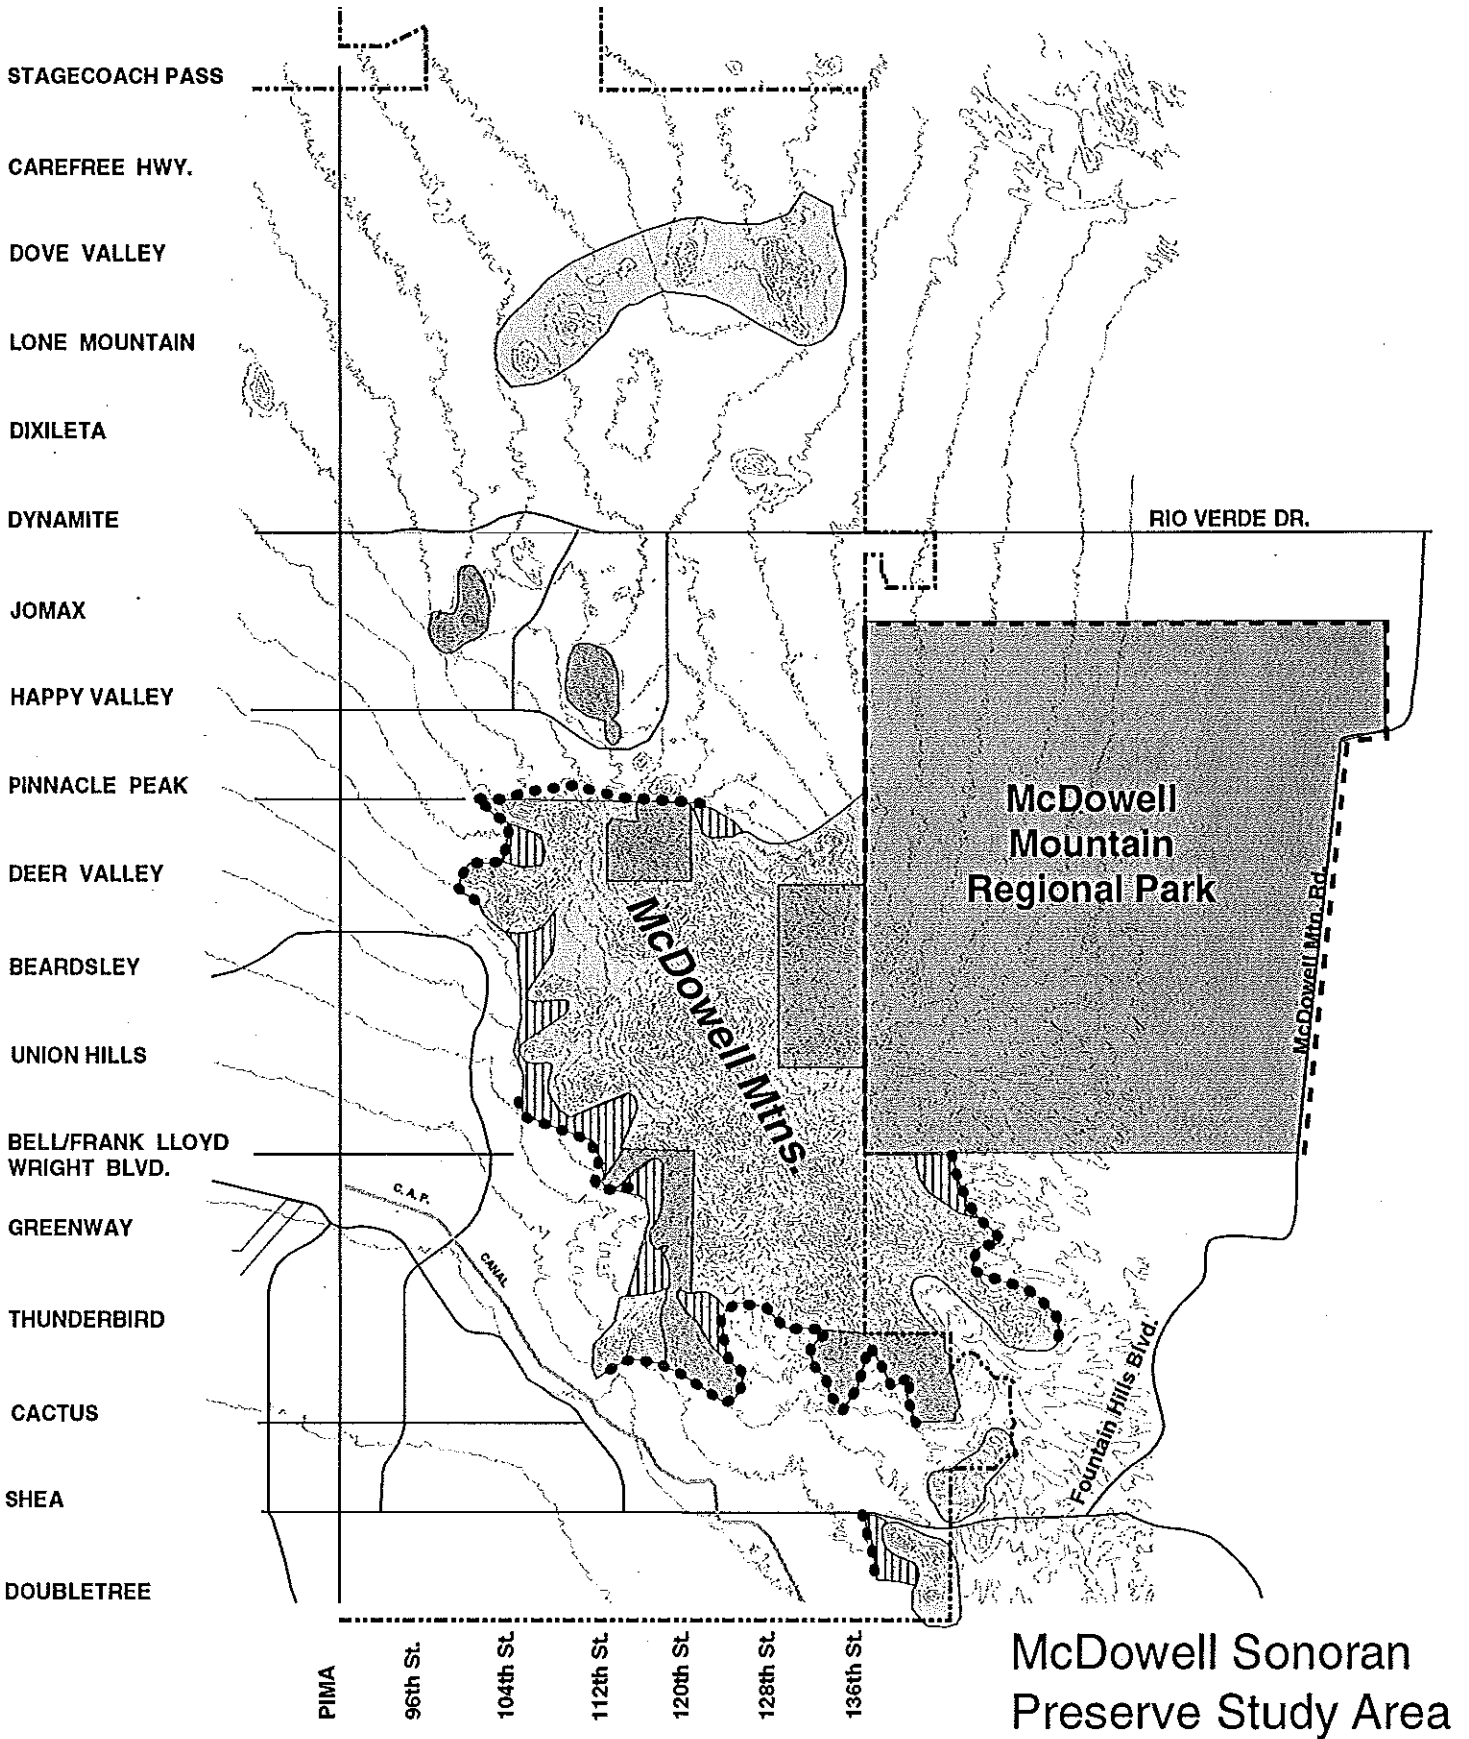 STAGECOACH PASS
CAREFREE HWY.
DOVE VALLEY
LONE MOUNTAIN
DIXILETA
DYNAMITE
RIO VERDE DR.
JOMAX
HAPPY VALLEY
PINNACLE PEAK
McDowell
Mountain
Regional Park
DEER VALLEY
McDowell Mtn. Rd.
McDowell Mtns.
BEARDSLEY
UNION HILLS
BELL/FRANK LLOYD
WRIGHT BLVD.
C.A.P.
CANAL
GREENWAY
THUNDERBIRD
Fountain Hills Blvd.
CACTUS
SHEA
DOUBLETREE
PIMA
96th St.
104th St.
112th St.
120th St.
128th St.
136th St.
McDowell Sonoran
Preserve Study Area